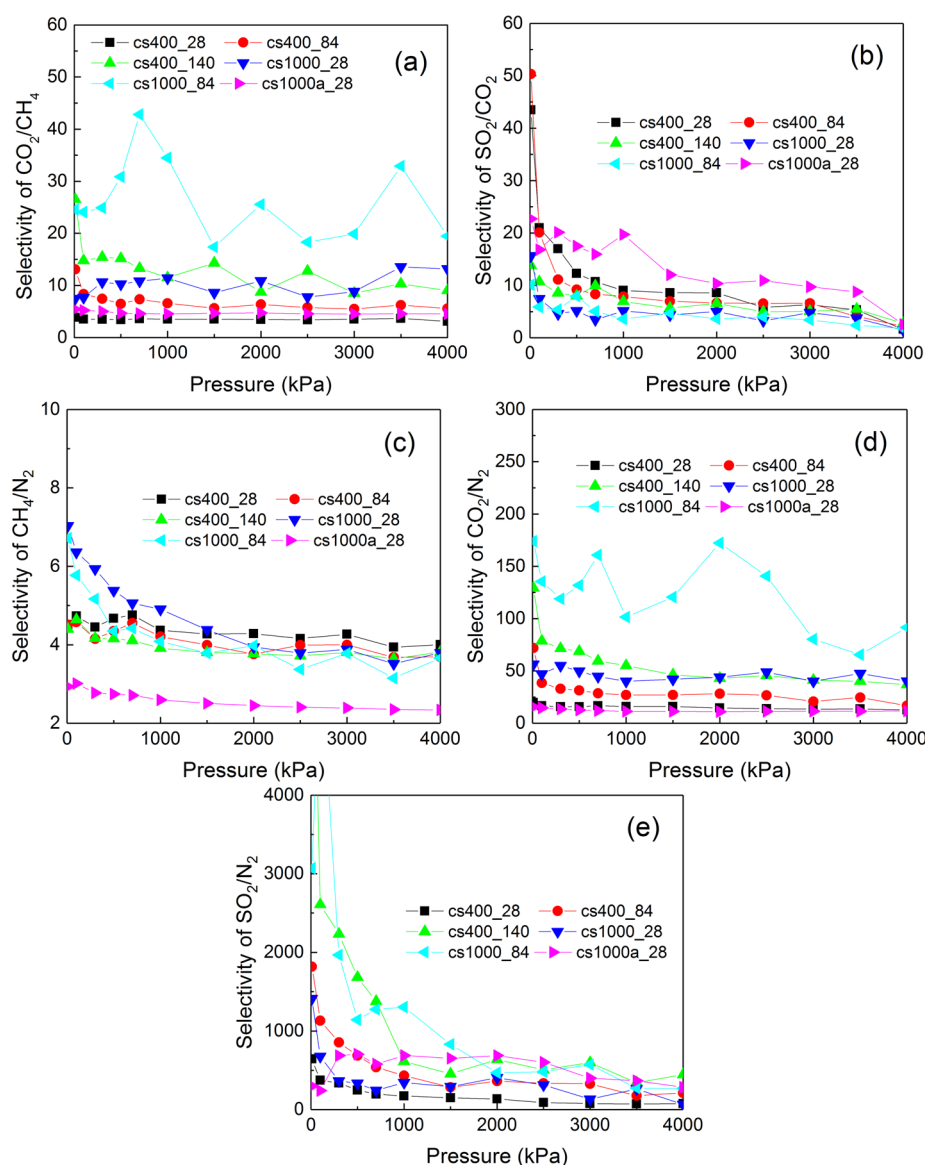 (a)
cs400_28 cs400_84
cs400_140 cs1000_28
cs1000_84 cs1000a_28
Selectivity of CO₂/CH₄
60
50
40
30
20
10
0
0 1000 2000 3000 4000
Pressure (kPa)
(b)
cs400_28 cs400_84
cs400_140 cs1000_28
cs1000_84 cs1000a_28
Selectivity of SO₂/CO₂
60
50
40
30
20
10
0
0 1000 2000 3000 4000
Pressure (kPa)
(c)
cs400_28 cs400_84
cs400_140 cs1000_28
cs1000_84 cs1000a_28
Selectivity of CH₄/N₂
10
8
6
4
2
0 1000 2000 3000 4000
Pressure (kPa)
(d)
cs400_28 cs400_84
cs400_140 cs1000_28
cs1000_84 cs1000a_28
Selectivity of CO₂/N₂
300
250
200
150
100
50
0
0 1000 2000 3000 4000
Pressure (kPa)
(e)
cs400_28 cs400_84
cs400_140 cs1000_28
cs1000_84 cs1000a_28
Selectivity of SO₂/N₂
4000
3000
2000
1000
0
0 1000 2000 3000 4000
Pressure (kPa)